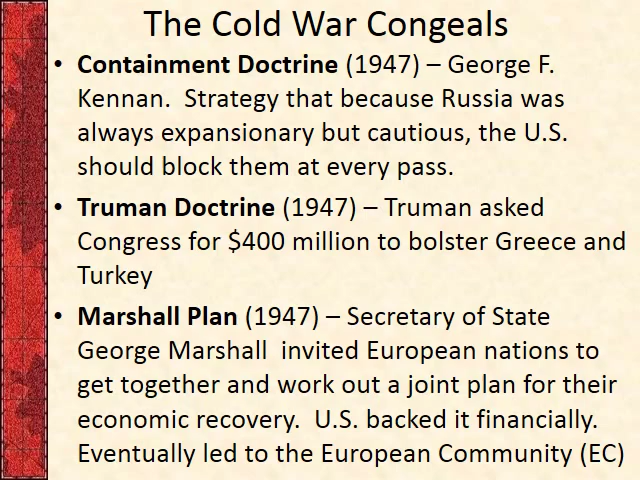 The Cold War Congeals
• Containment Doctrine (1947) – George F.
Kennan.  Strategy that because Russia was
always expansionary but cautious, the U.S.
should block them at every pass.
• Truman Doctrine (1947) – Truman asked
Congress for $400 million to bolster Greece and
Turkey
• Marshall Plan (1947) – Secretary of State
George Marshall  invited European nations to
get together and work out a joint plan for their
economic recovery.  U.S. backed it financially.
Eventually led to the European Community (EC)